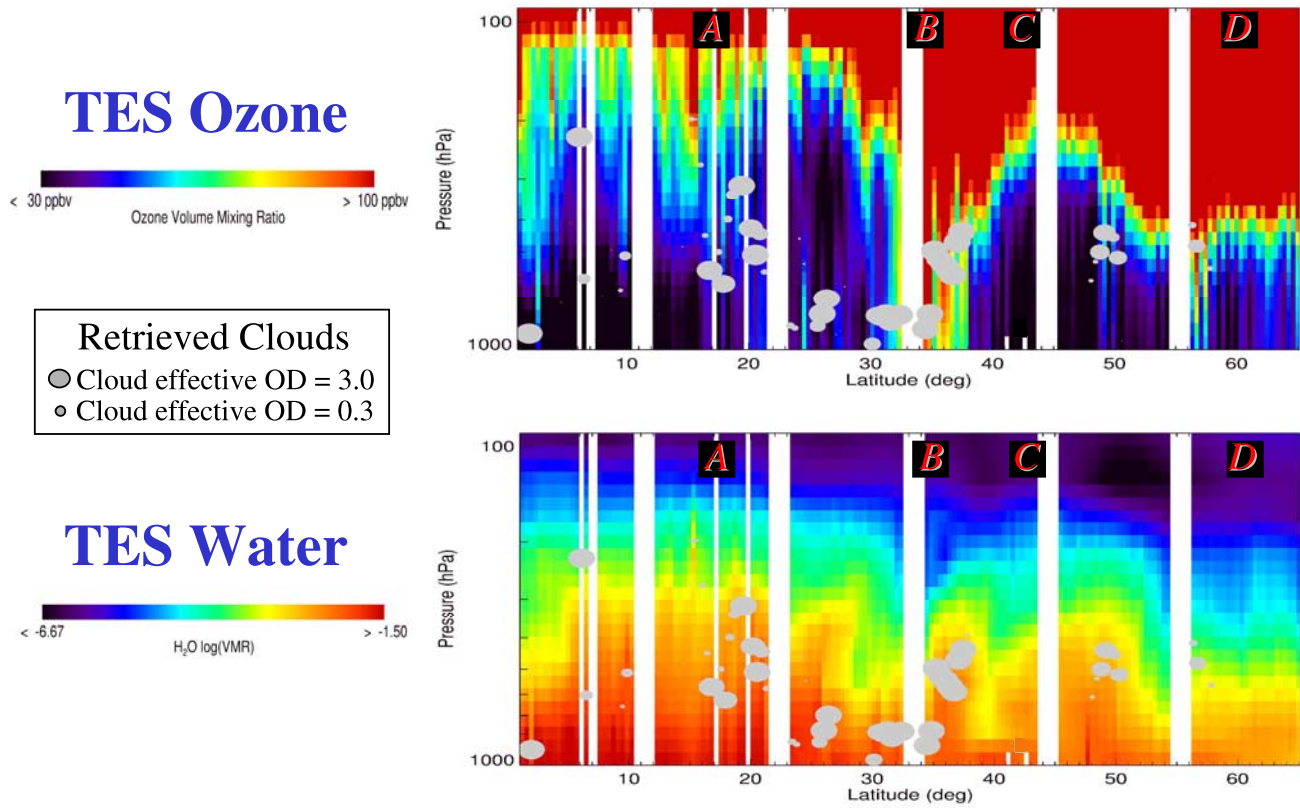 TES Ozone
< 30 ppbv
> 100 ppbv
Ozone Volume Mixing Ratio
Retrieved Clouds
Cloud effective OD = 3.0
Cloud effective OD = 0.3
TES Water
< -6.67
> -1.50
H₂O log(VMR)
A B C D
100
Pressure (hPa)
1000
10 20 30 40 50 60
Latitude (deg)
A B C D
100
Pressure (hPa)
1000
10 20 30 40 50 60
Latitude (deg)